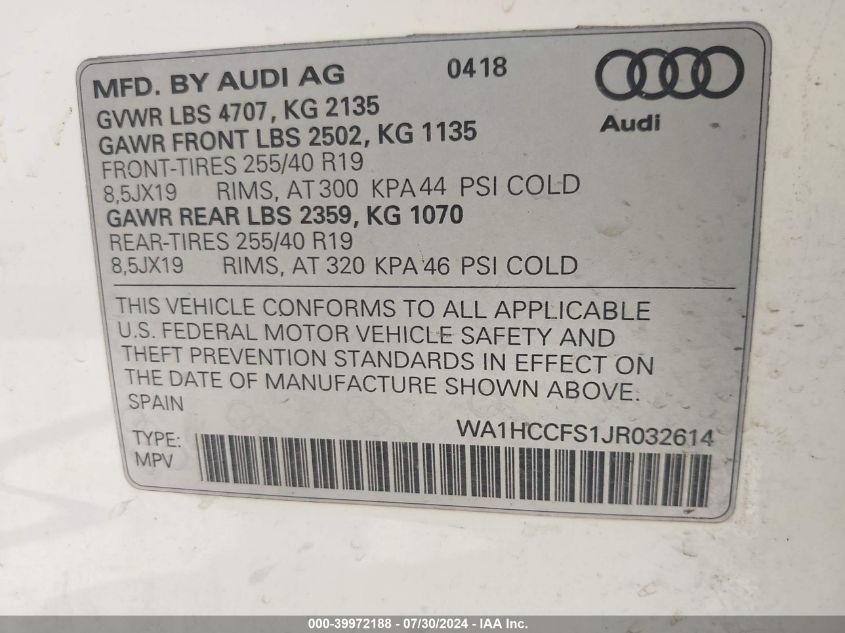 MFD. BY AUDI AG 0418
Audi
GVWR LBS 4707, KG 2135
GAWR FRONT LBS 2502, KG 1135
FRONT-TIRES 255/40 R19
8,5JX19 RIMS, AT 300 KPA 44 PSI COLD
GAWR REAR LBS 2359, KG 1070
REAR-TIRES 255/40 R19
8,5JX19 RIMS, AT 320 KPA 46 PSI COLD
THIS VEHICLE CONFORMS TO ALL APPLICABLE
U.S. FEDERAL MOTOR VEHICLE SAFETY AND
THEFT PREVENTION STANDARDS IN EFFECT ON
THE DATE OF MANUFACTURE SHOWN ABOVE.
SPAIN
WA1HCCFS1JR032614
TYPE:
MPV
000-39972188 - 07/30/2024 - IAA Inc.